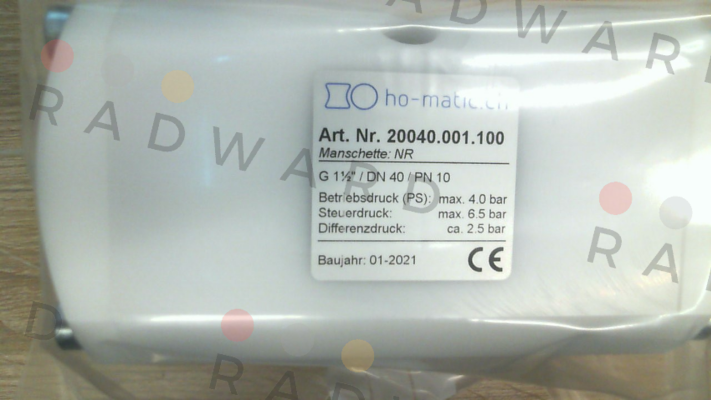 RADWARD
RADWARD
ho-matic.ch
Art. Nr. 20040.001.100
Manschette: NR
G 1½" / DN 40 / PN 10
Betriebsdruck (PS): max. 4.0 bar
Steuerdruck: max. 6.5 bar
Differenzdruck: ca. 2.5 bar
Baujahr: 01-2021 CE
RA
D
RADWARD